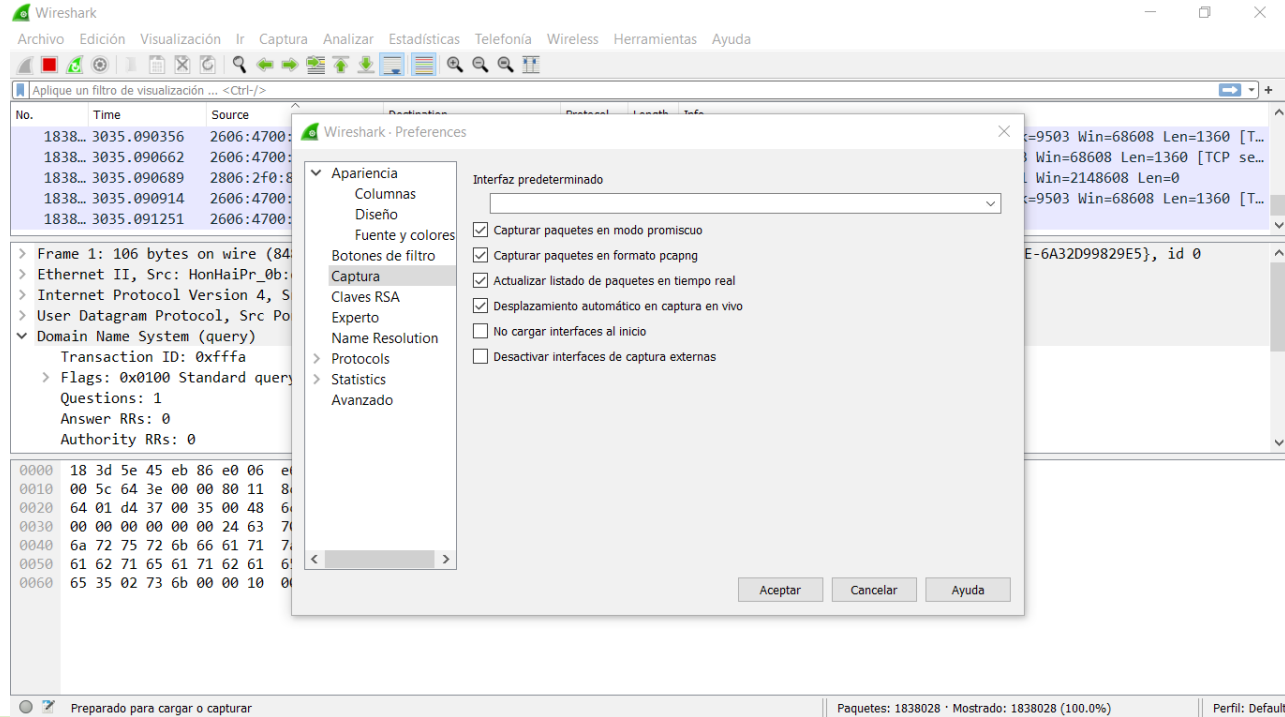 Wireshark
Archivo Edición Visualización Ir Captura Analizar Estadísticas Telefonía Wireless Herramientas Ayuda
Aplique un filtro de visualización ... <Ctrl-/>
No. Time Source
1838… 3035.090356 2606:4700: =9503 Win=68608 Len=1360 [T…
1838… 3035.090662 2606:4700: Win=68608 Len=1360 [TCP se…
1838… 3035.090689 2806:2f0:8 Win=2148608 Len=0
1838… 3035.090914 2606:4700: =9503 Win=68608 Len=1360 [T…
1838… 3035.091251 2606:4700:
Frame 1: 106 bytes on wire (84 E-6A32D99829E5}, id 0
Ethernet II, Src: HonHaiPr_0b:
Internet Protocol Version 4, S
User Datagram Protocol, Src Po
Domain Name System (query)
Transaction ID: 0xfffa
Flags: 0x0100 Standard query
Questions: 1
Answer RRs: 0
Authority RRs: 0
0000 18 3d 5e 45 eb 86 e0 06
0010 00 5c 64 3e 00 00 80 11
0020 64 01 d4 37 00 35 00 48
0030 00 00 00 00 00 00 24 63
0040 6a 72 75 72 6b 66 61 71
0050 61 62 71 65 61 71 62 61
0060 65 35 02 73 6b 00 00 10
Wireshark · Preferences
Apariencia
Columnas
Diseño
Fuente y colores
Botones de filtro
Captura
Claves RSA
Experto
Name Resolution
Protocols
Statistics
Avanzado
Interfaz predeterminado
Capturar paquetes en modo promiscuo
Capturar paquetes en formato pcapng
Actualizar listado de paquetes en tiempo real
Desplazamiento automático en captura en vivo
No cargar interfaces al inicio
Desactivar interfaces de captura externas
Aceptar Cancelar Ayuda
Preparado para cargar o capturar
Paquetes: 1838028 · Mostrado: 1838028 (100.0%)
Perfil: Default